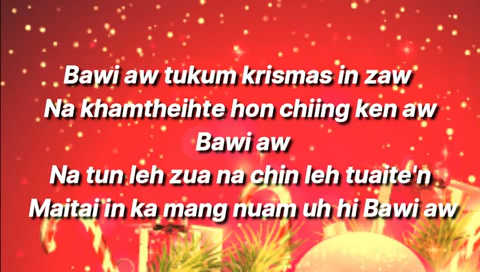 Bawi aw tukum krismas in zaw
Na khamtheihte hon chiing ken aw
Bawi aw
Na tun leh zua na chin leh tuaite'n
Maitai in ka mang nuam uh hi Bawi aw